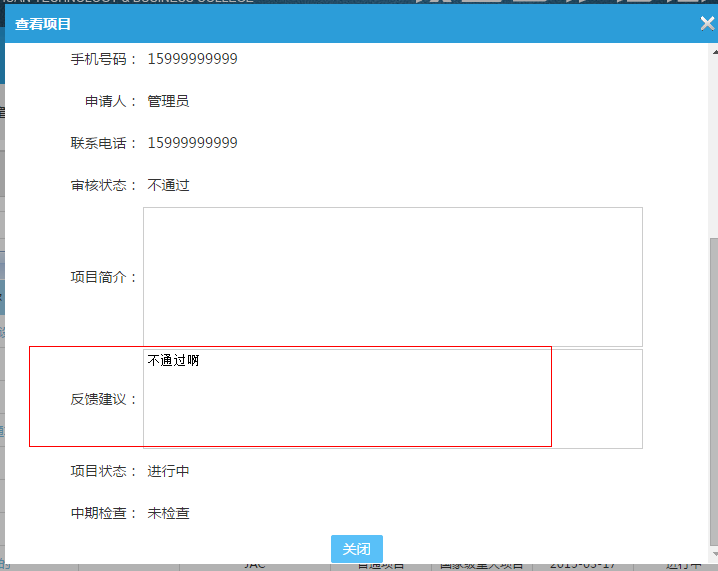 查看项目
手机号码： 15999999999
申请人： 管理员
联系电话： 15999999999
审核状态： 不通过
项目简介：
不通过啊
反馈建议：
项目状态： 进行中
中期检查： 未检查
关闭